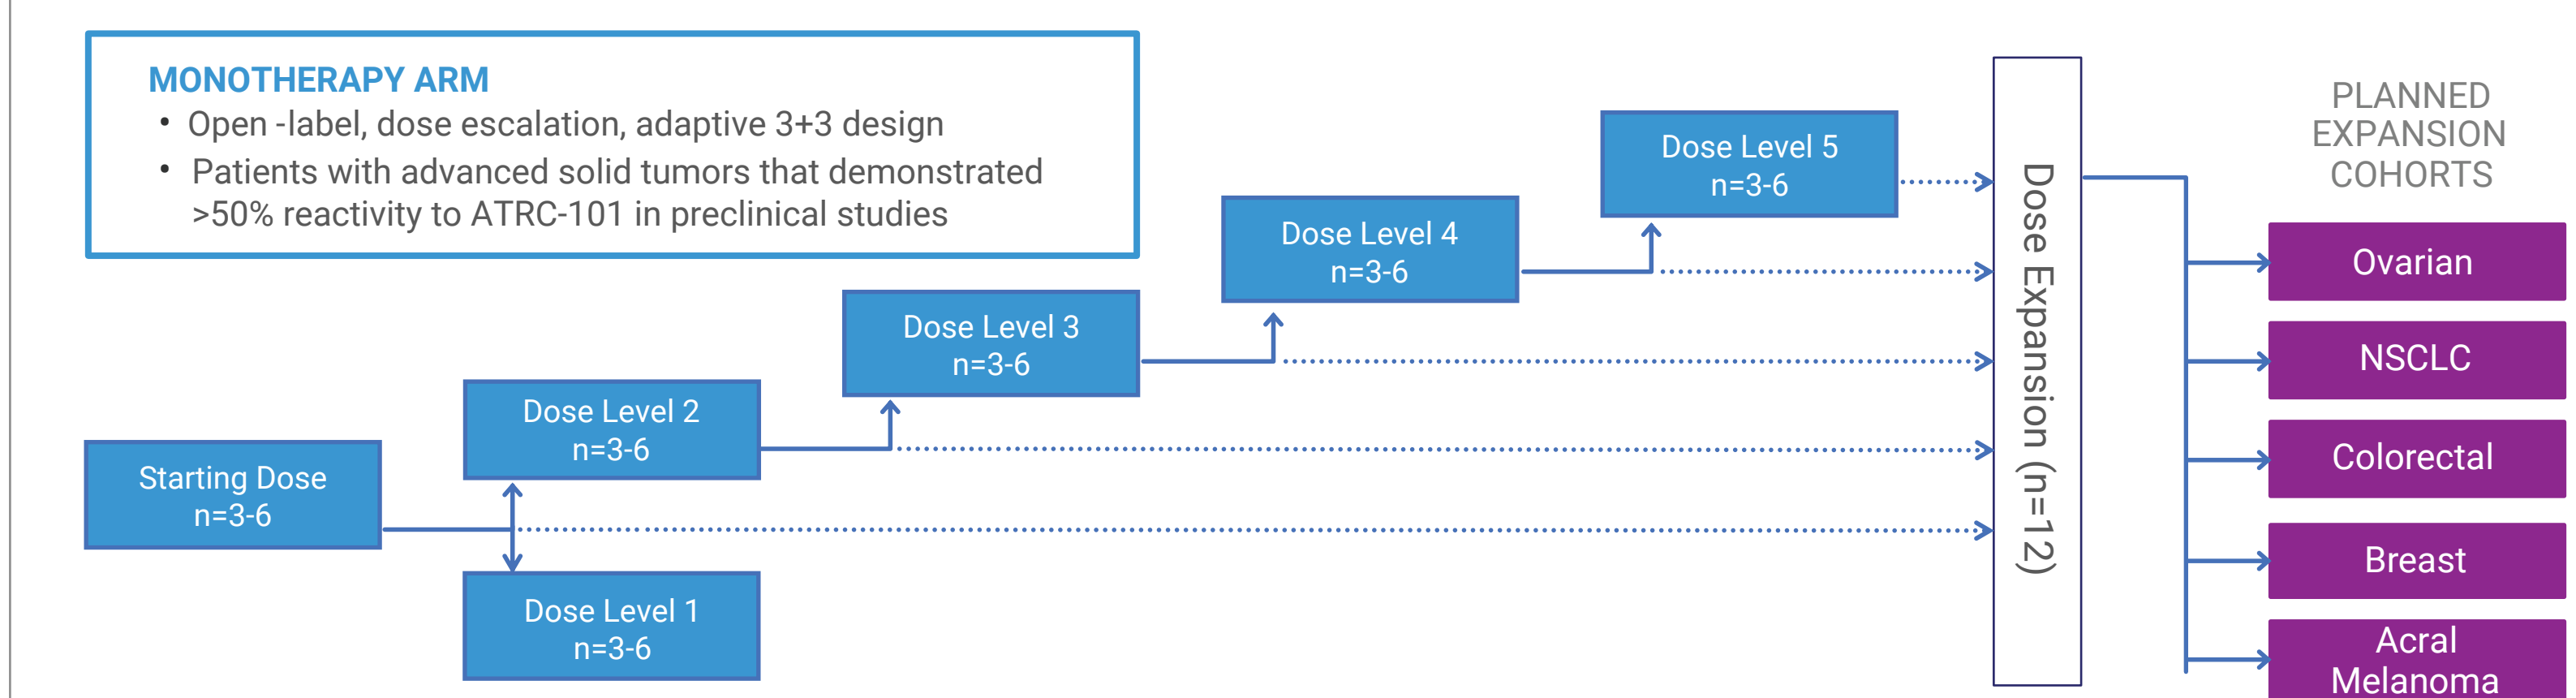 MONOTHERAPY ARM
• Open -label, dose escalation, adaptive 3+3 design
• Patients with advanced solid tumors that demonstrated
>50% reactivity to ATRC-101 in preclinical studies
Starting Dose
n=3-6
Dose Level 1
n=3-6
Dose Level 2
n=3-6
Dose Level 3
n=3-6
Dose Level 4
n=3-6
Dose Level 5
n=3-6
Dose Expansion (n=12)
PLANNED
EXPANSION
COHORTS
Ovarian
NSCLC
Colorectal
Breast
Acral
Melanoma